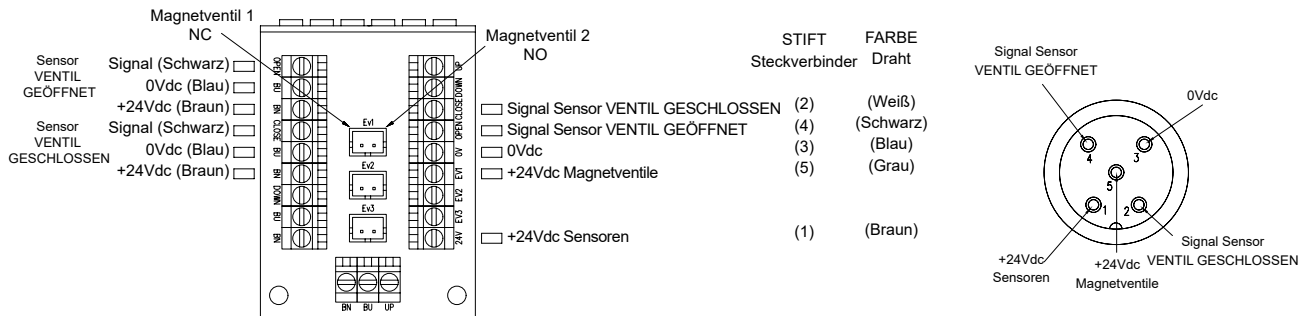 Magnetventil 1
NC
Magnetventil 2
NO
Sensor
VENTIL
GEÖFFNET
Signal (Schwarz)
0Vdc (Blau)
+24Vdc (Braun)
Sensor
VENTIL
GESCHLOSSEN
Signal (Schwarz)
0Vdc (Blau)
+24Vdc (Braun)
OPEN
BU
BN
CLOSE
BU
BN
DOWN
BU
BN
Ev1
Ev2
Ev3
UP
DOWN
CLOSE
OPEN
0V
EV1
EV2
EV3
24V
BN BU UP
STIFT
Steckverbinder
FARBE
Draht
Signal Sensor VENTIL GESCHLOSSEN (2) (Weiß)
Signal Sensor VENTIL GEÖFFNET (4) (Schwarz)
0Vdc (3) (Blau)
+24Vdc Magnetventile (5) (Grau)
+24Vdc Sensoren (1) (Braun)
Signal Sensor
VENTIL GEÖFFNET
0Vdc
4 3
5
1 2
+24Vdc
Sensoren
+24Vdc
Magnetventile
Signal Sensor
VENTIL GESCHLOSSEN